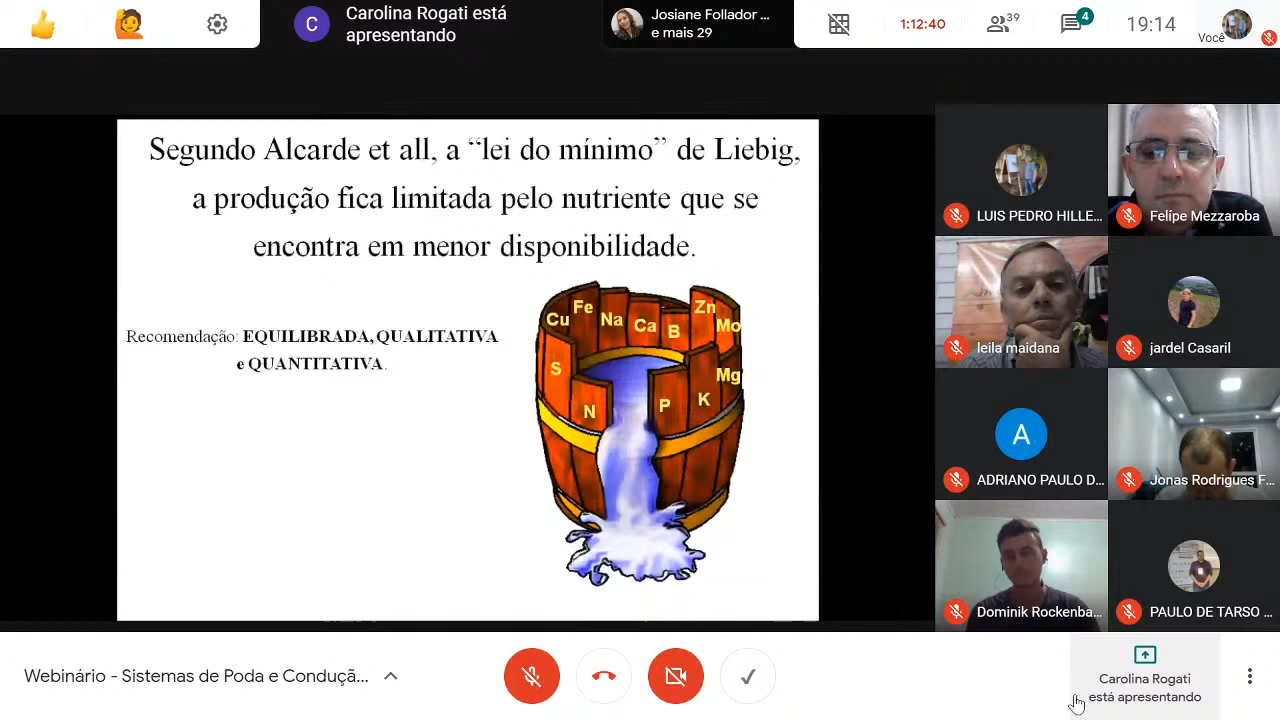 C
Carolina Rogati está
apresentando
Josiane Follador ...
e mais 29
1:12:40
39
4
19:14
Você
Segundo Alcarde et all, a “lei do mínimo” de Liebig,
a produção fica limitada pelo nutriente que se
encontra em menor disponibilidade.
Recomendação: EQUILIBRADA, QUALITATIVA
e QUANTITATIVA.
Cu
Fe
Na
Ca
B
Zn
Mo
S
N
P
K
Mg
LUIS PEDRO HILLE...
Felípe Mezzaroba
leila maidana
jardel Casaril
A
ADRIANO PAULO D...
Jonas Rodrigues F...
Dominik Rockenba...
PAULO DE TARSO ...
Webinário - Sistemas de Poda e Conduçã...
Carolina Rogati
está apresentando